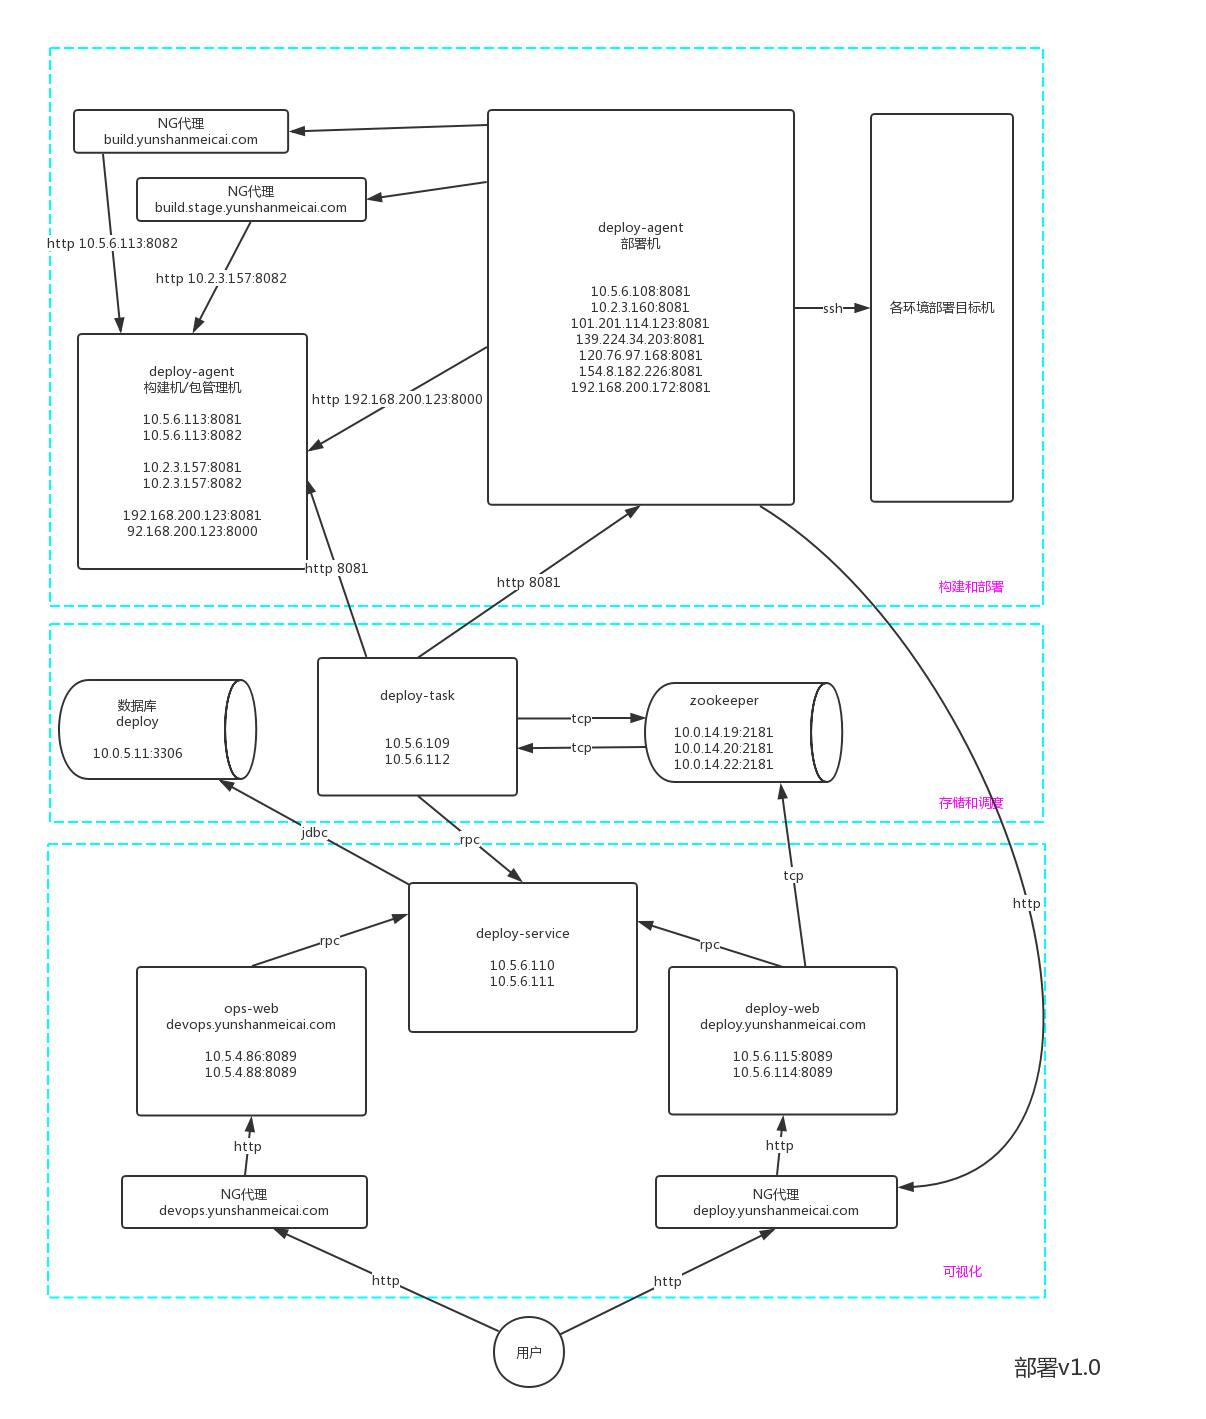 NG代理
build.yunshanmeicai.com
NG代理
build.stage.yunshanmeicai.com
http 10.5.6.113:8082
http 10.2.3.157:8082
deploy-agent
部署机
10.5.6.108:8081
10.2.3.160:8081
101.201.114.123:8081
139.224.34.203:8081
120.76.97.168:8081
154.8.182.226:8081
192.168.200.172:8081
ssh
各环境部署目标机
deploy-agent
构建机/包管理机
10.5.6.113:8081
10.5.6.113:8082
10.2.3.157:8081
10.2.3.157:8082
192.168.200.123:8081
92.168.200.123:8000
http 192.168.200.123:8000
http 8081
http 8081
构建和部署
数据库
deploy
10.0.5.11:3306
deploy-task
10.5.6.109
10.5.6.112
tcp
tcp
zookeeper
10.0.14.19:2181
10.0.14.20:2181
10.0.14.22:2181
存储和调度
jdbc
rpc
tcp
http
deploy-service
10.5.6.110
10.5.6.111
rpc
rpc
ops-web
devops.yunshanmeicai.com
10.5.4.86:8089
10.5.4.88:8089
deploy-web
deploy.yunshanmeicai.com
10.5.6.115:8089
10.5.6.114:8089
http
http
NG代理
devops.yunshanmeicai.com
NG代理
deploy.yunshanmeicai.com
http
http
可视化
用户
部署v1.0